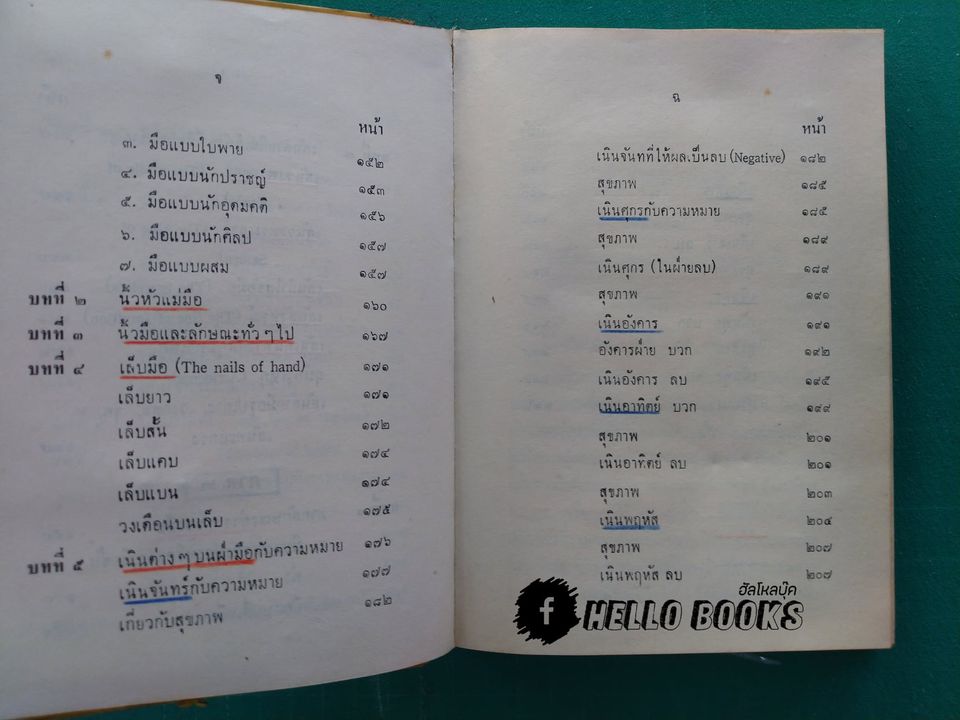 จ
หน้า
๓. มือแบบใบพาย ๑๕๒
๔. มือแบบนักปราชญ์ ๑๕๓
๕. มือแบบนักอุดมคติ ๑๕๖
๖. มือแบบนักศิลป ๑๕๗
๗. มือแบบผสม ๑๕๗
บทที่ ๒ นิ้วหัวแม่มือ ๑๖๐
บทที่ ๓ นิ้วมือและลักษณะทั่วๆไป ๑๖๗
บทที่ ๔ เล็บมือ (The nails of hand) ๑๗๑
เล็บยาว ๑๗๑
เล็บสั้น ๑๗๒
เล็บแคบ ๑๗๔
เล็บแบน ๑๗๔
วงเดือนบนเล็บ ๑๗๕
บทที่ ๕ เนินต่างๆบนฝ่ามือกับความหมาย ๑๗๖
เนินจันทร์กับความหมาย ๑๗๗
เกี่ยวกับสุขภาพ ๑๘๒
ฉ
หน้า
เนินจันทที่ให้ผลเป็นลบ (Negative) ๑๘๒
สุขภาพ ๑๘๕
เนินศุกร์กับความหมาย ๑๘๕
สุขภาพ ๑๘๙
เนินศุกร (ในฝ่ายลบ) ๑๘๙
สุขภาพ ๑๙๑
เนินอังคาร ๑๙๑
อังคารฝ่าย บวก ๑๙๒
เนินอังคาร ลบ ๑๙๕
เนินอาทิตย์ บวก ๑๙๙
สุขภาพ ๒๐๑
เนินอาทิตย์ ลบ ๒๐๑
สุขภาพ ๒๐๓
เนินพฤหัส ๒๐๔
สุขภาพ ๒๐๗
เนินพฤหัส ลบ ๒๐๗
ฮัลโหลบุ๊ค
f HELLO BOOKS